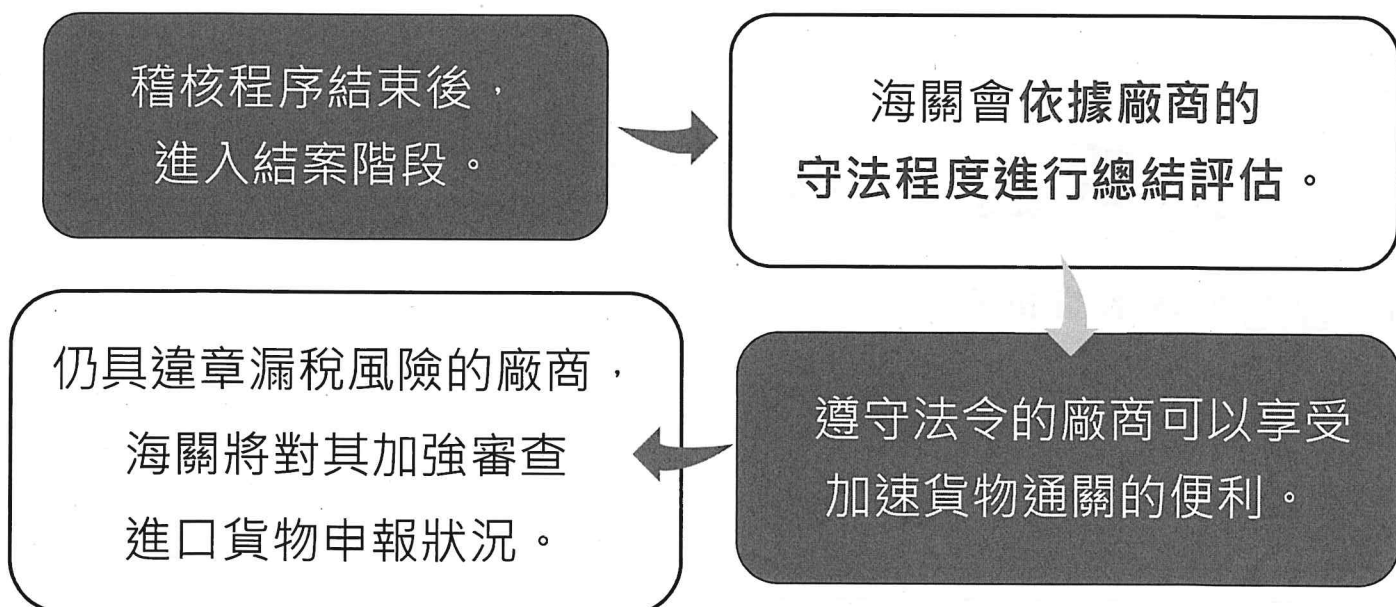 稽核程序結束後，
進入結案階段。
海關會依據廠商的
守法程度進行總結評估。
遵守法令的廠商可以享受
加速貨物通關的便利。
仍具違章漏稅風險的廠商，
海關將對其加強審查
進口貨物申報狀況。